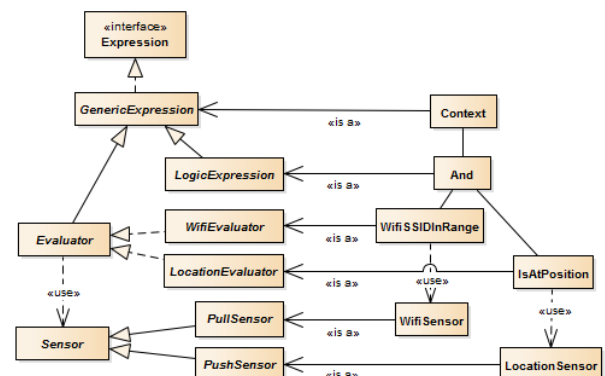 «interface»
Expression
GenericExpression
Context
«is a»
LogicExpression
And
«is a»
WifiEvaluator
WifiSSIDInRange
Evaluator
«is a»
LocationEvaluator
IsAtPosition
«is a»
«use»
«use»
«use»
PullSensor
WifiSensor
«is a»
Sensor
PushSensor
LocationSensor
«is a»